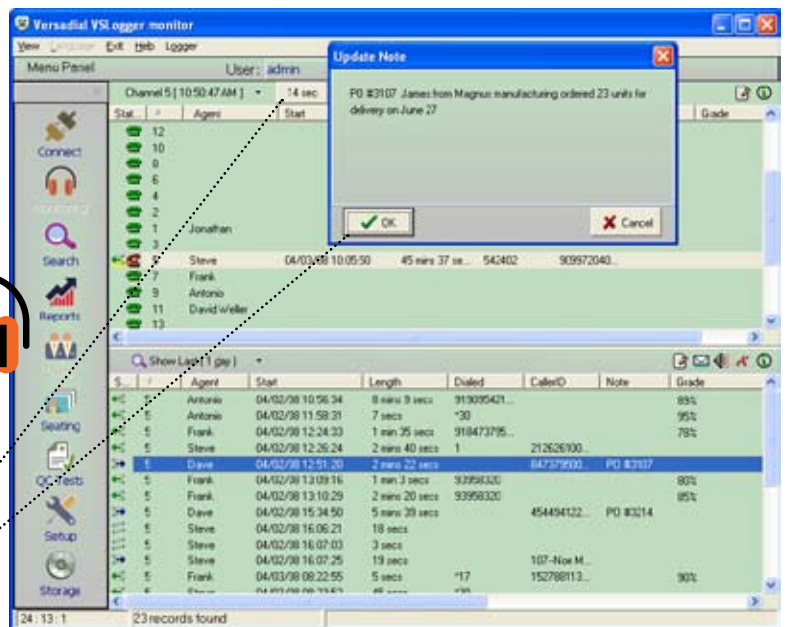 Versadial VSLogger monitor
View Language Exit Help Logger
Menu Panel User: admin
Channel 5 [ 10:50:47 AM ] 14 sec
Stat... Agent Start Grade
Update Note
PO #3107 James from Magnus manufacturing ordered 23 units for
delivery on June 27
OK Cancel
Connect
Search
Reports
Seating
QC Tests
Setup
Storage
12
10
8
6
4
2
1 Jonathan
3
5 Steve 04/03/08 10:05:50 45 mins 37 se... 542402 909972040...
7 Frank
9 Antonio
11 David Weller
13
Show Last [ 1 day ]
S... Agent Start Length Dialed CallerID Note Grade
5 Antonio 04/02/08 10:56:34 8 mins 9 secs 919095421... 89%
5 Antonio 04/02/08 11:58:31 7 secs *30 95%
5 Frank 04/02/08 12:24:33 1 min 35 secs 918473795... 78%
5 Steve 04/02/08 12:26:24 2 mins 40 secs 1 212626100...
5 Dave 04/02/08 12:51:20 2 mins 22 secs 847379500... PO #3107
5 Frank 04/02/08 13:09:16 1 min 3 secs 93958320 80%
5 Frank 04/02/08 13:10:29 2 mins 20 secs 93958320 85%
5 Dave 04/02/08 15:34:50 5 mins 39 secs 454494122... PO #3214
5 Steve 04/02/08 16:06:21 18 secs
5 Steve 04/02/08 16:07:03 3 secs
5 Steve 04/02/08 16:07:25 19 secs 107-Nox M...
5 Frank 04/03/08 08:22:55 5 secs *17 152788113... 90%
24 : 13 : 1 23 records found